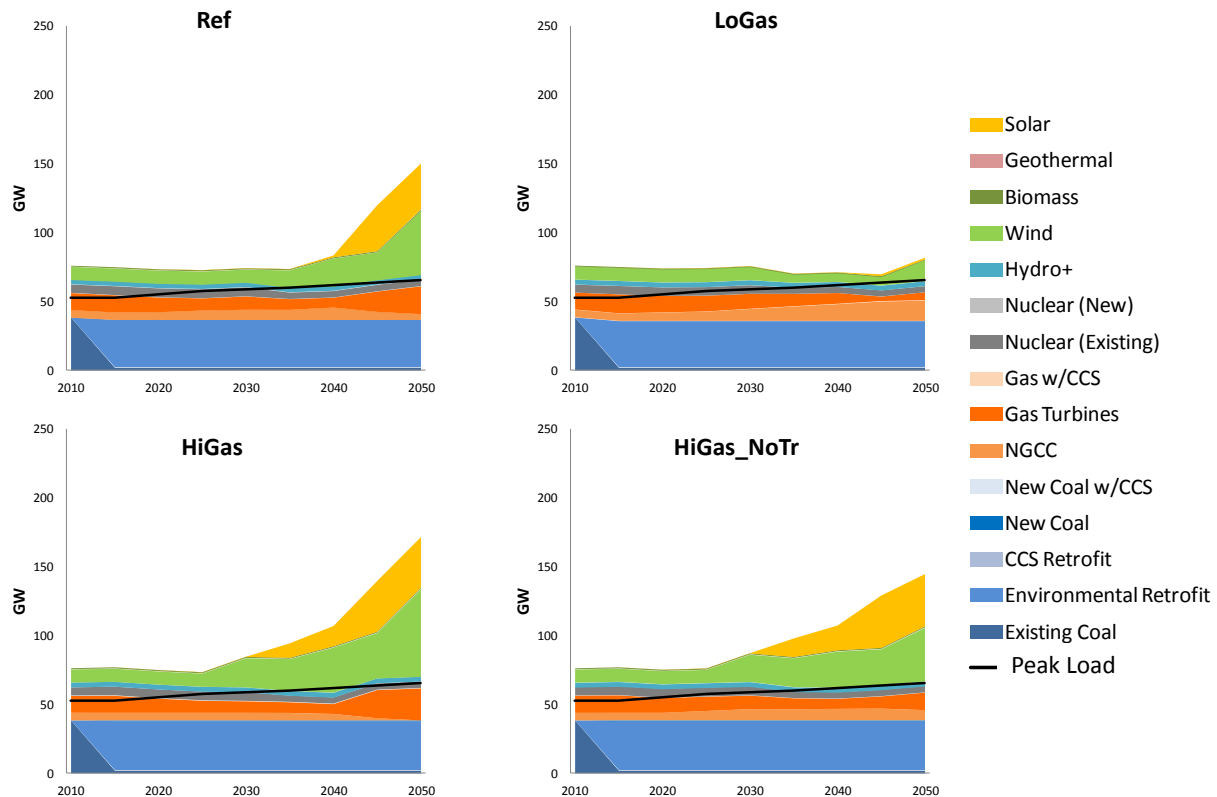 Ref
250
200
150
GW
100
50
0
2010 2020 2030 2040 2050
LoGas
250
200
150
GW
100
50
0
2010 2020 2030 2040 2050
HiGas
250
200
150
GW
100
50
0
2010 2020 2030 2040 2050
HiGas_NoTr
250
200
150
GW
100
50
0
2010 2020 2030 2040 2050
Solar
Geothermal
Biomass
Wind
Hydro+
Nuclear (New)
Nuclear (Existing)
Gas w/CCS
Gas Turbines
NGCC
New Coal w/CCS
New Coal
CCS Retrofit
Environmental Retrofit
Existing Coal
Peak Load